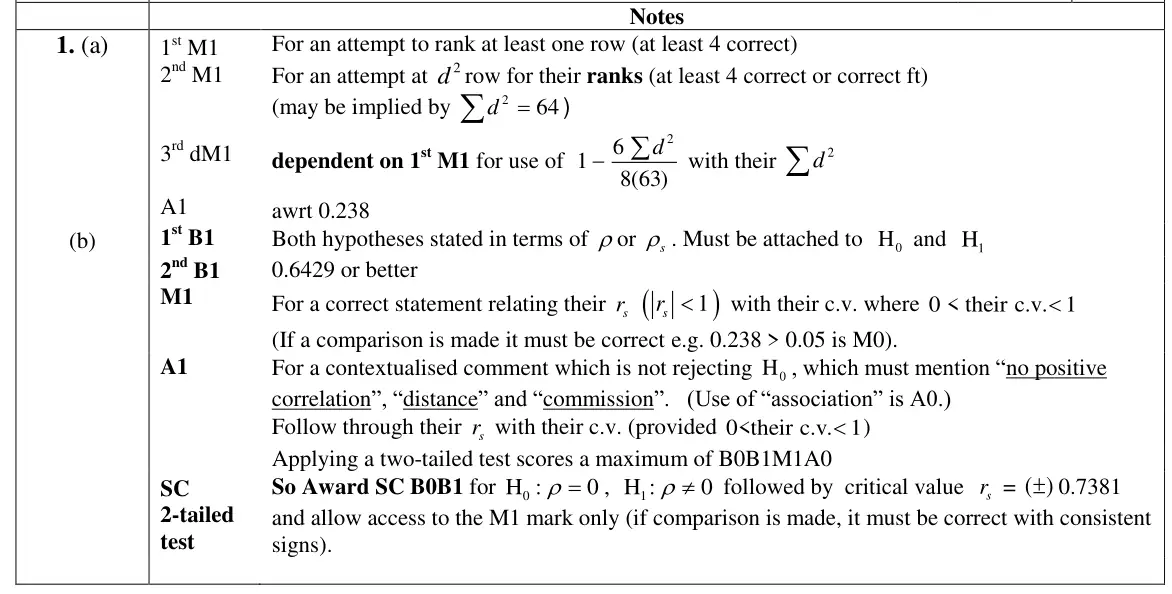 Notes
1. (a) 1st M1 For an attempt to rank at least one row (at least 4 correct)
2nd M1 For an attempt at d² row for their ranks (at least 4 correct or correct ft)
(may be implied by ∑d² = 64)
3rd dM1 dependent on 1st M1 for use of 1 − 6∑d² / 8(63) with their ∑d²
A1 awrt 0.238
(b) 1st B1 Both hypotheses stated in terms of ρ or ρₛ. Must be attached to H₀ and H₁
2nd B1 0.6429 or better
M1 For a correct statement relating their rₛ (|rₛ| < 1) with their c.v. where 0 < their c.v.< 1
(If a comparison is made it must be correct e.g. 0.238 > 0.05 is M0).
A1 For a contextualised comment which is not rejecting H₀, which must mention “no positive
correlation”, “distance” and “commission”. (Use of “association” is A0.)
Follow through their rₛ with their c.v. (provided 0<their c.v.< 1)
Applying a two-tailed test scores a maximum of B0B1M1A0
SC So Award SC B0B1 for H₀ : ρ = 0 , H₁: ρ ≠ 0 followed by critical value rₛ = (±) 0.7381
2-tailed and allow access to the M1 mark only (if comparison is made, it must be correct with consistent
test signs).